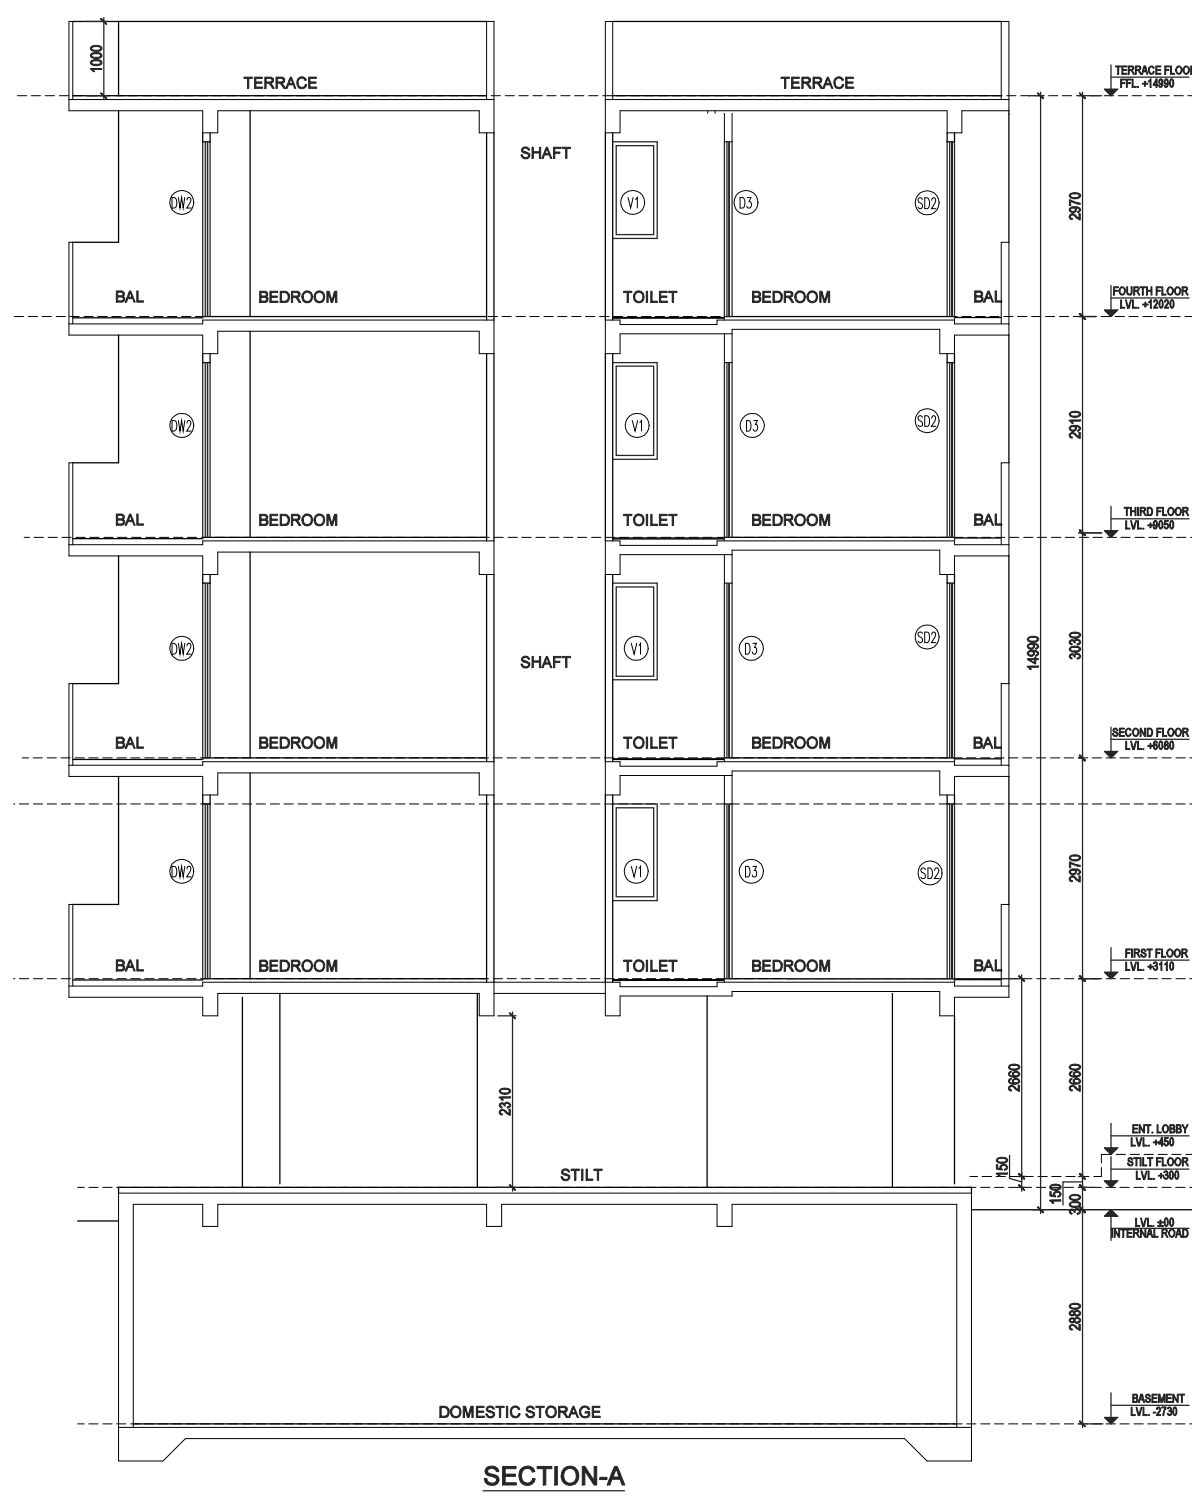 1000
TERRACE
TERRACE
TERRACE FLOOR
FFL. +14990
SHAFT
DW2
V1
D3
SD2
2970
BAL
BEDROOM
TOILET
BEDROOM
BAL
FOURTH FLOOR
LVL. +12020
DW2
V1
D3
SD2
2910
BAL
BEDROOM
TOILET
BEDROOM
BAL
THIRD FLOOR
LVL. +9050
DW2
SHAFT
V1
D3
SD2
14990
3030
BAL
BEDROOM
TOILET
BEDROOM
BAL
SECOND FLOOR
LVL. +6080
DW2
V1
D3
SD2
2970
BAL
BEDROOM
TOILET
BEDROOM
BAL
FIRST FLOOR
LVL. +3110
2310
2660
2660
ENT. LOBBY
LVL. +450
STILT
150
STILT FLOOR
LVL. +300
150
300
LVL. ±00
INTERNAL ROAD
2880
DOMESTIC STORAGE
BASEMENT
LVL. -2730
SECTION-A